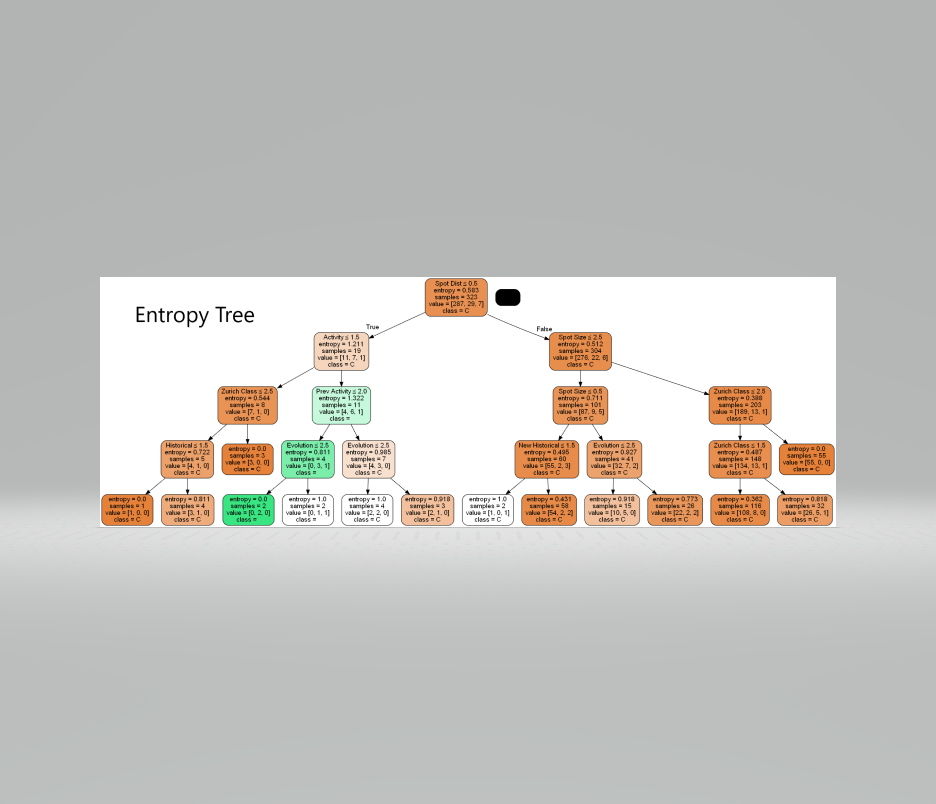 Entropy Tree
Spot Dist ≤ 0.5
entropy = 0.583
samples = 323
value = [287, 29, 7]
class = C
True
False
Activity ≤ 1.5
entropy = 1.211
samples = 19
value = [11, 7, 1]
class = C
Spot Size ≤ 2.5
entropy = 0.512
samples = 304
value = [276, 22, 6]
class = C
Zurich Class ≤ 2.5
entropy = 0.544
samples = 8
value = [7, 1, 0]
class = C
Prev Activity ≤ 2.0
entropy = 1.322
samples = 11
value = [4, 6, 1]
class =
Spot Size ≤ 0.5
entropy = 0.711
samples = 101
value = [87, 9, 5]
class = C
Zurich Class ≤ 2.5
entropy = 0.388
samples = 203
value = [189, 13, 1]
class = C
Historical ≤ 1.5
entropy = 0.722
samples = 5
value = [4, 1, 0]
class = C
entropy = 0.0
samples = 3
value = [3, 0, 0]
class = C
Evolution ≤ 2.5
entropy = 0.811
samples = 4
value = [0, 3, 1]
class =
Evolution ≤ 2.5
entropy = 0.985
samples = 7
value = [4, 3, 0]
class = C
New Historical ≤ 1.5
entropy = 0.495
samples = 60
value = [55, 2, 3]
class = C
Evolution ≤ 2.5
entropy = 0.927
samples = 41
value = [32, 7, 2]
class = C
Zurich Class ≤ 1.5
entropy = 0.487
samples = 148
value = [134, 13, 1]
class = C
entropy = 0.0
samples = 55
value = [55, 0, 0]
class = C
entropy = 0.0
samples = 1
value = [1, 0, 0]
class = C
entropy = 0.811
samples = 4
value = [3, 1, 0]
class = C
entropy = 0.0
samples = 2
value = [0, 2, 0]
class =
entropy = 1.0
samples = 2
value = [0, 1, 1]
class =
entropy = 1.0
samples = 4
value = [2, 2, 0]
class = C
entropy = 0.918
samples = 3
value = [2, 1, 0]
class = C
entropy = 1.0
samples = 2
value = [1, 0, 1]
class = C
entropy = 0.431
samples = 58
value = [54, 2, 2]
class = C
entropy = 0.918
samples = 15
value = [10, 5, 0]
class = C
entropy = 0.773
samples = 26
value = [22, 2, 2]
class = C
entropy = 0.362
samples = 116
value = [108, 8, 0]
class = C
entropy = 0.818
samples = 32
value = [26, 5, 1]
class = C